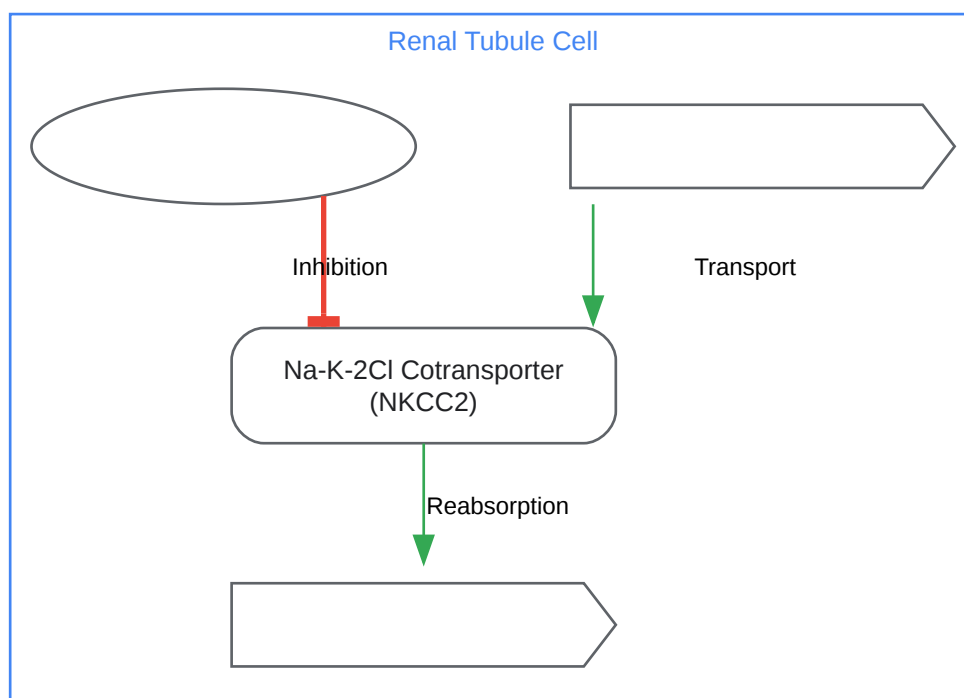 Renal Tubule Cell
Inhibition
Transport
Na-K-2Cl Cotransporter
(NKCC2)
Reabsorption